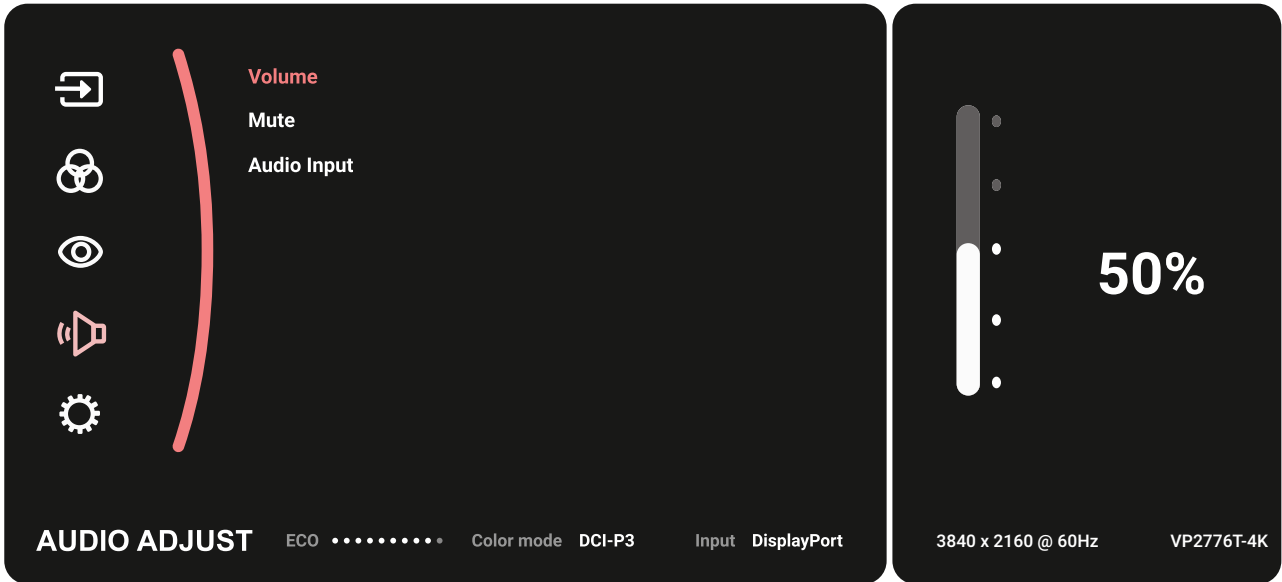 Volume
Mute
Audio Input
50%
AUDIO ADJUST ECO Color mode DCI-P3 Input DisplayPort 3840 x 2160 @ 60Hz VP2776T-4K